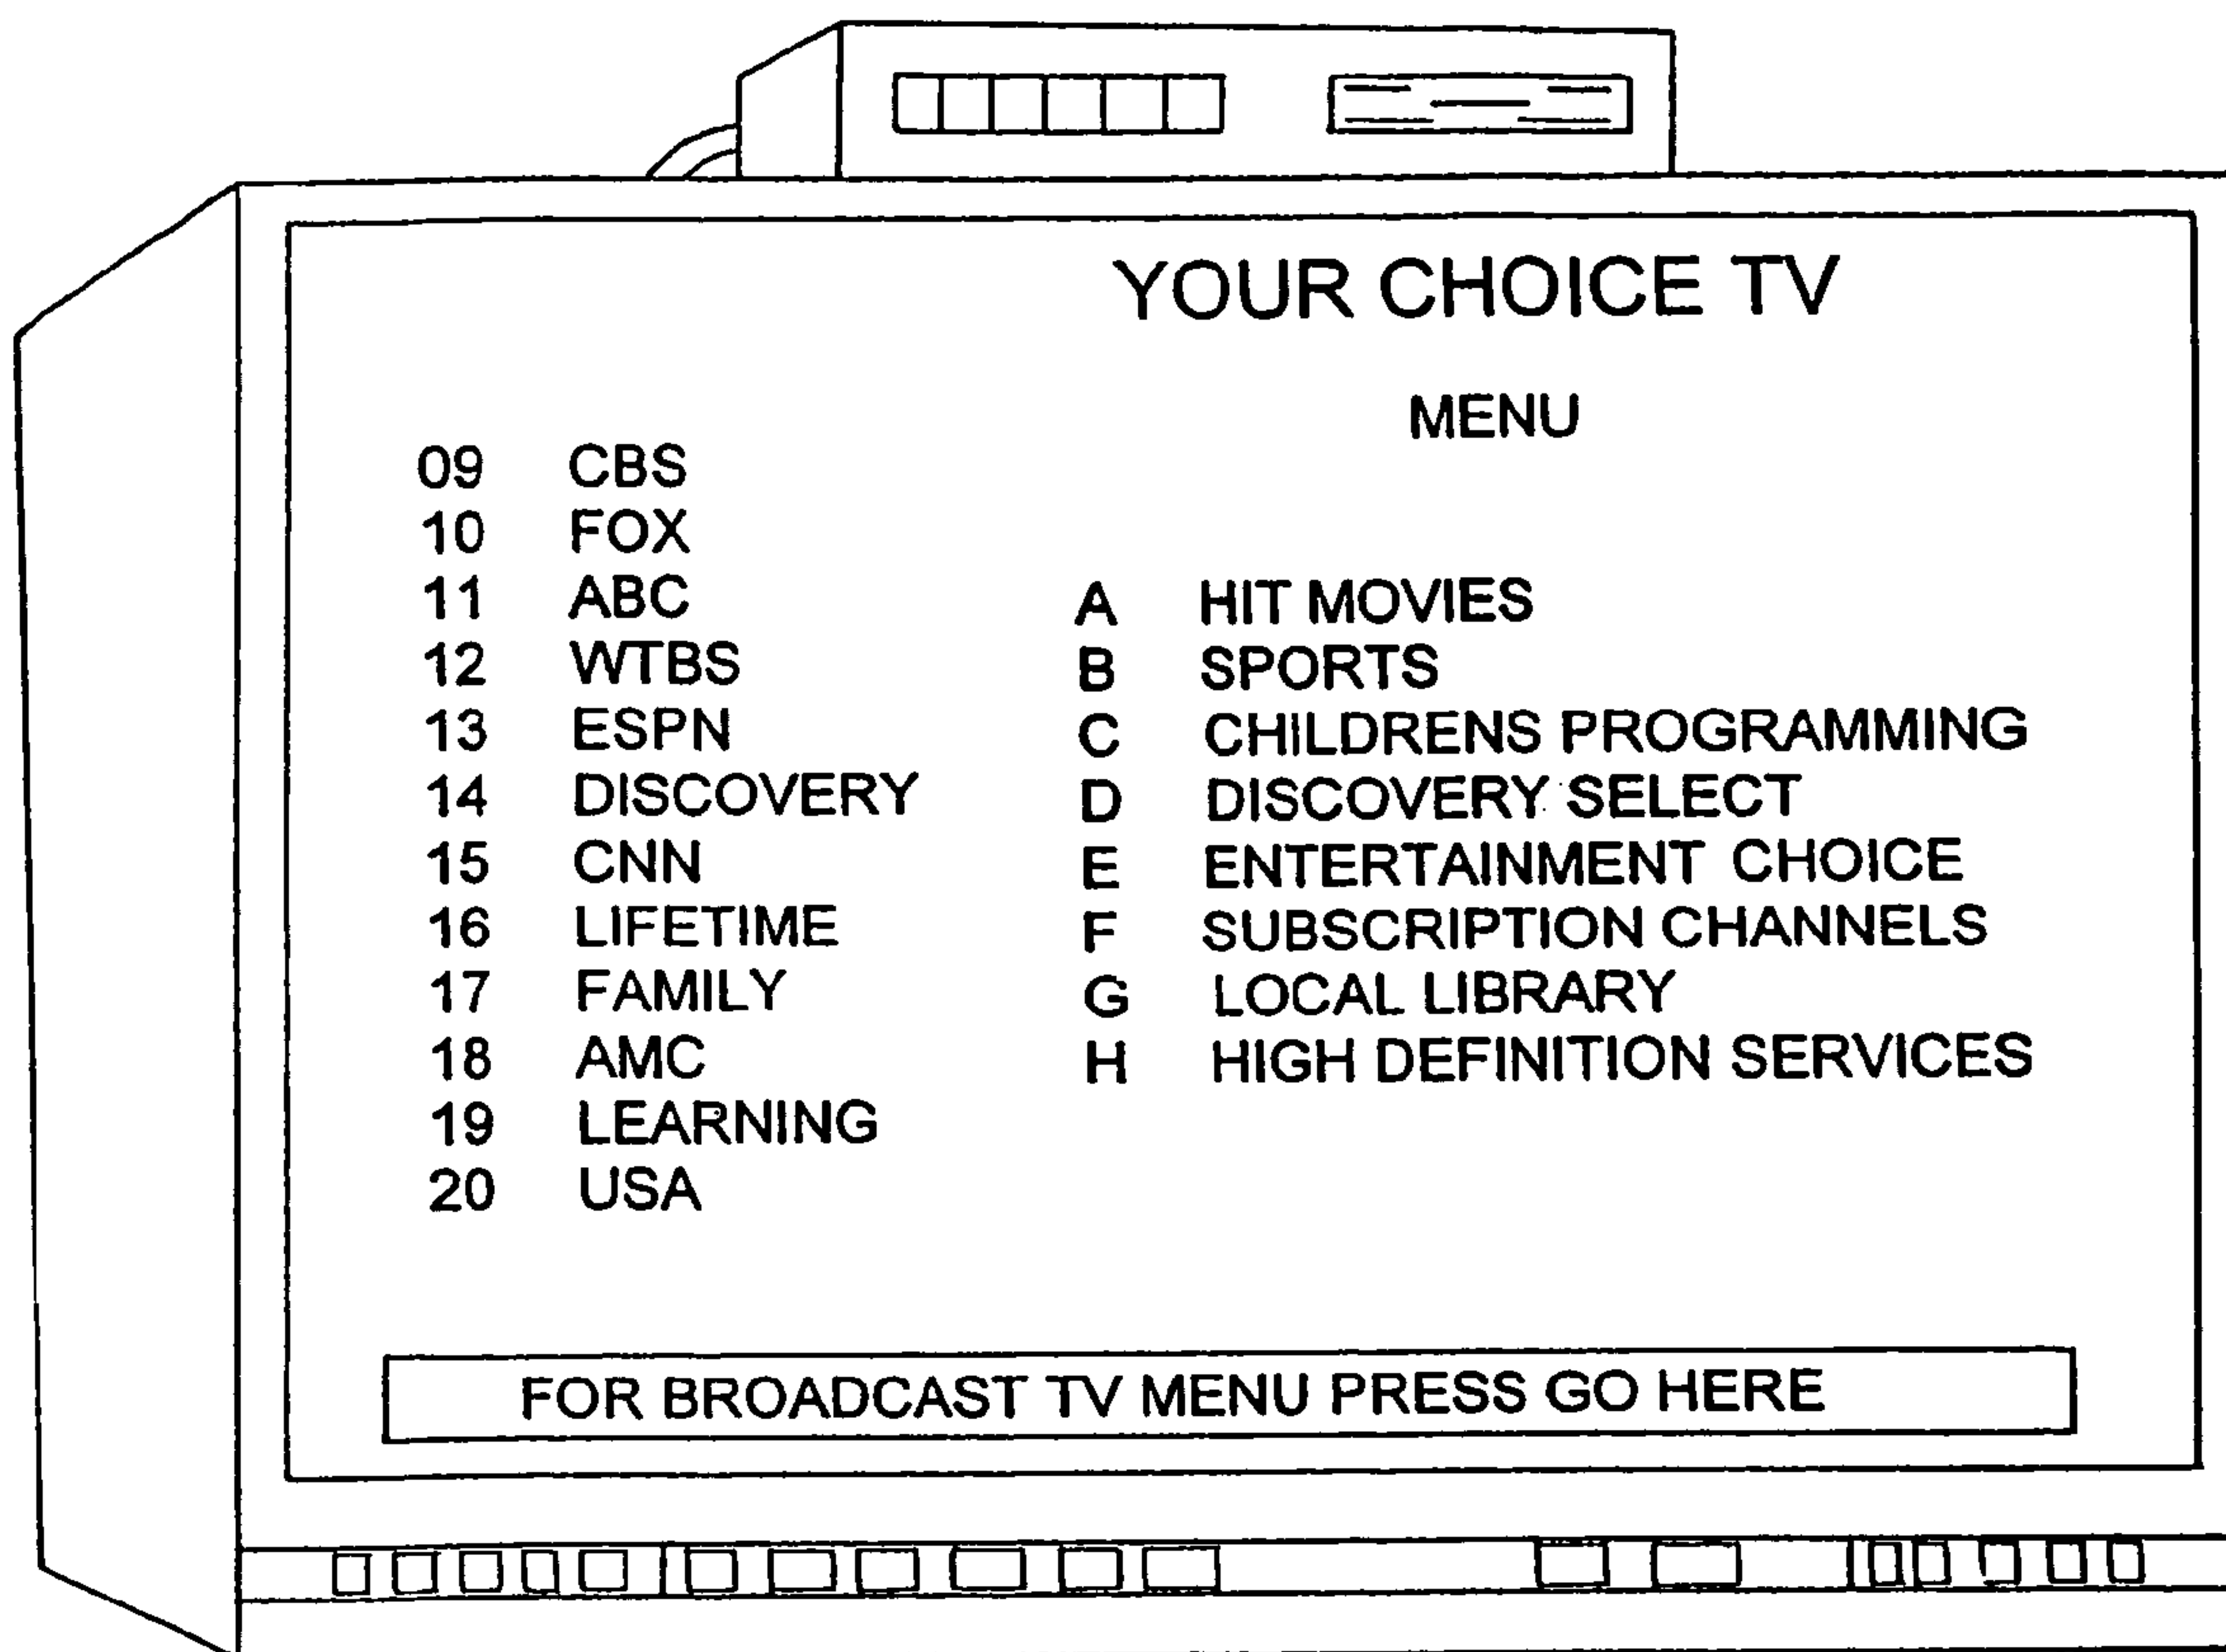 YOUR CHOICE TV
MENU
09 CBS
10 FOX
11 ABC
12 WTBS
13 ESPN
14 DISCOVERY
15 CNN
16 LIFETIME
17 FAMILY
18 AMC
19 LEARNING
20 USA
A HIT MOVIES
B SPORTS
C CHILDRENS PROGRAMMING
D DISCOVERY SELECT
E ENTERTAINMENT CHOICE
F SUBSCRIPTION CHANNELS
G LOCAL LIBRARY
H HIGH DEFINITION SERVICES
FOR BROADCAST TV MENU PRESS GO HERE